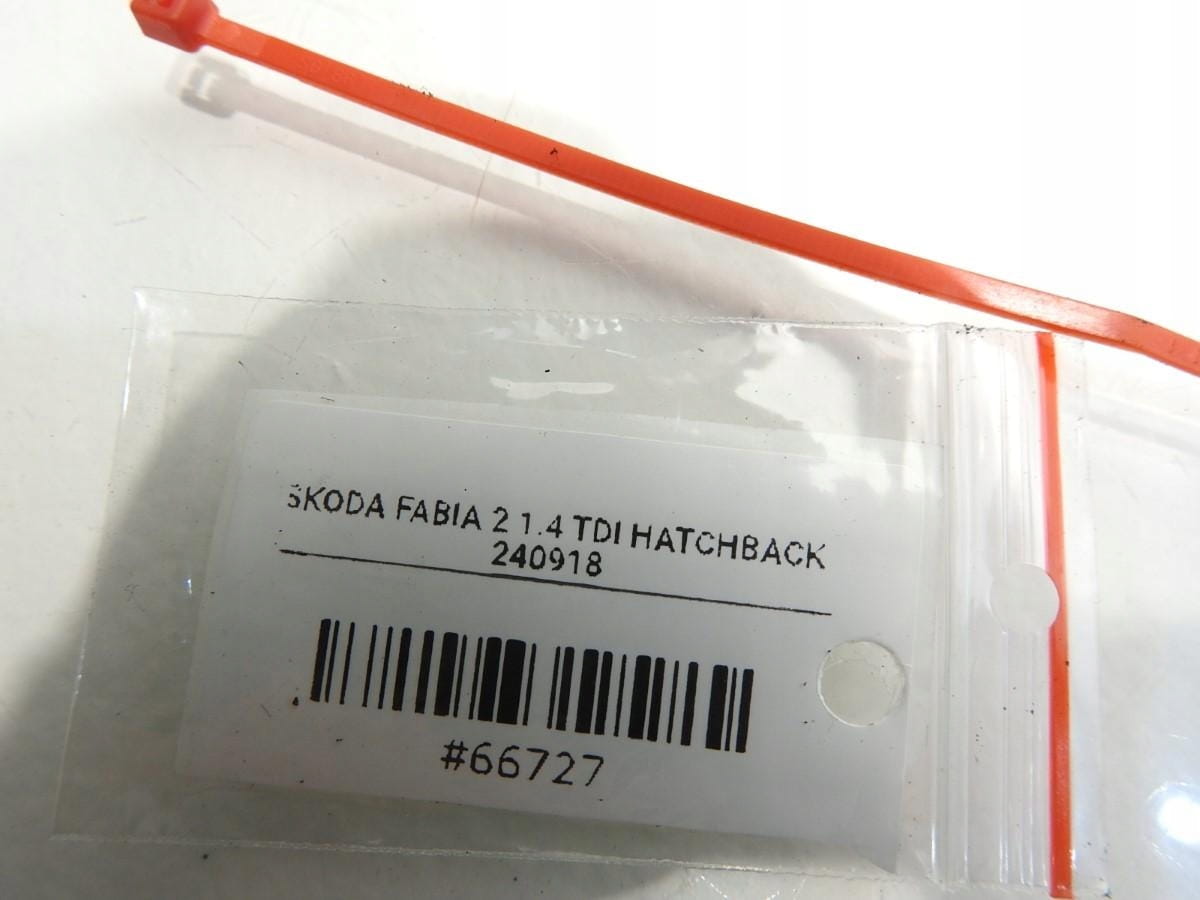 SKODA FABIA 2 1.4 TDI HATCHBACK
240918
#66727